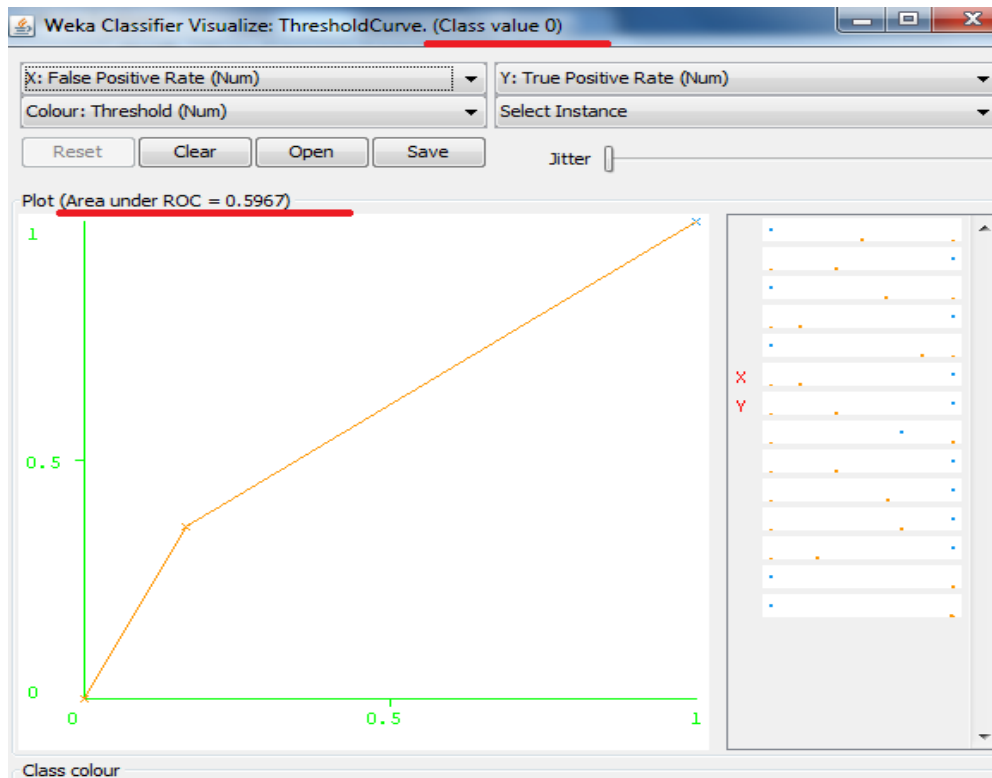 Weka Classifier Visualize: ThresholdCurve. (Class value 0)
X: False Positive Rate (Num) Y: True Positive Rate (Num)
Colour: Threshold (Num) Select Instance
Reset Clear Open Save Jitter
Plot (Area under ROC = 0.5967)
1
X
Y
0.5
0
0 0.5 1
Class colour